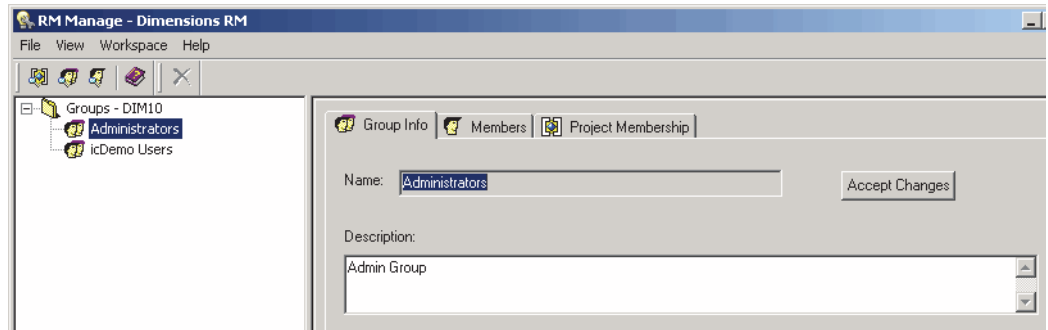 RM Manage - Dimensions RM
File View Workspace Help
Groups - DIM10
Administrators
icDemo Users
Group Info Members Project Membership
Name: Administrators Accept Changes
Description:
Admin Group